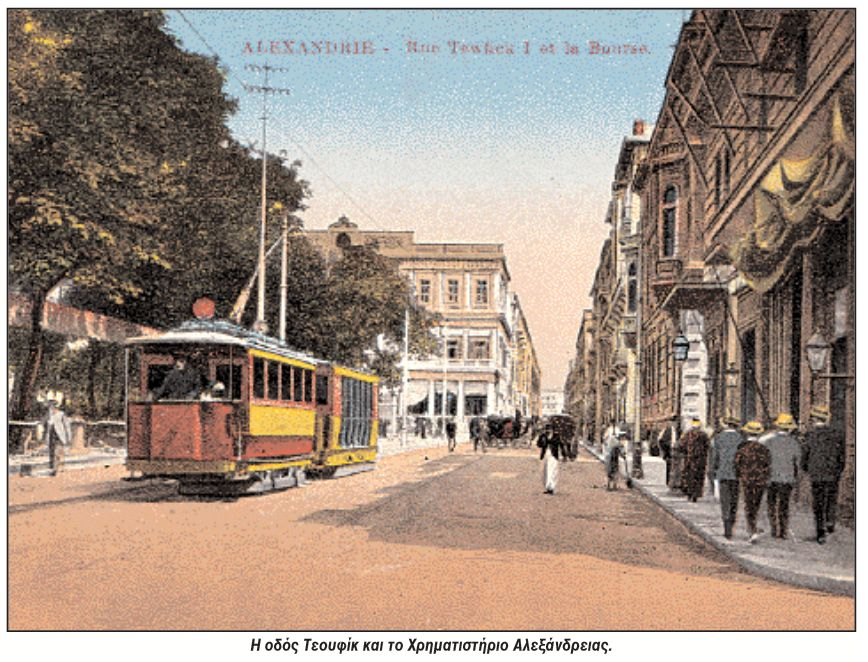 ALEXANDRIE - Rue Tewfick I et la Bourse.
Η οδός Τεουφίκ και το Χρηματιστήριο Αλεξάνδρειας.